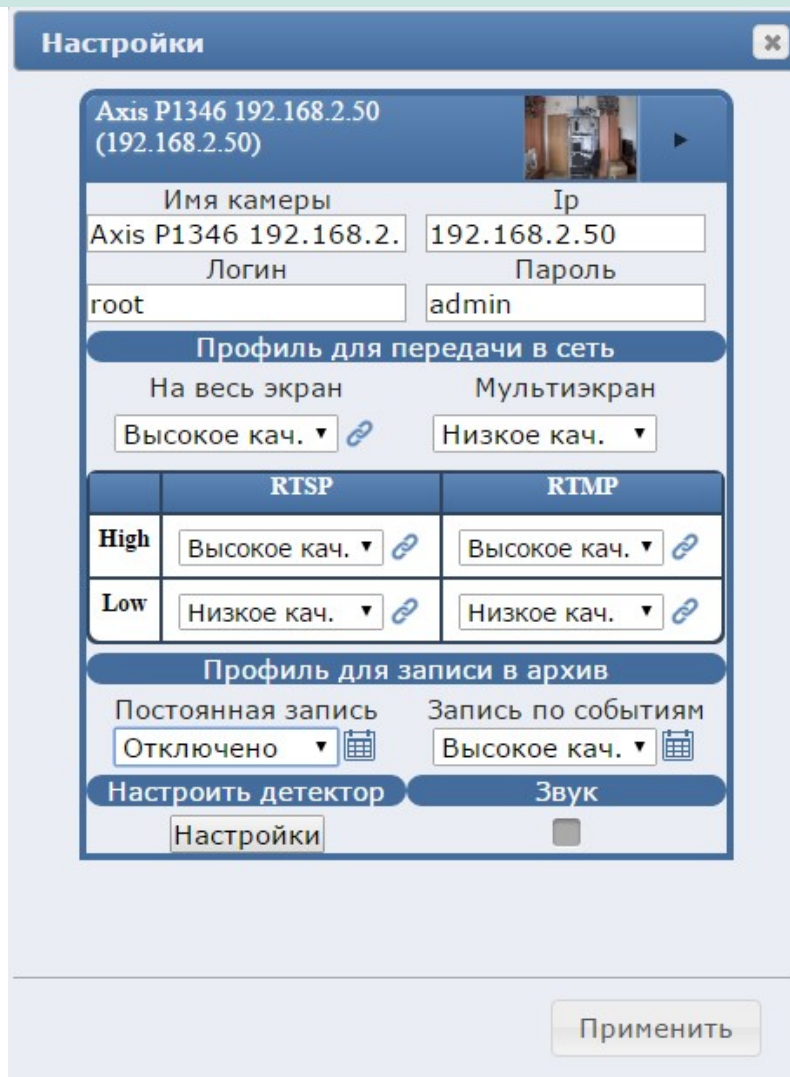 Настройки
Axis P1346 192.168.2.50
(192.168.2.50)
Имя камеры Ip
Axis P1346 192.168.2. 192.168.2.50
Логин Пароль
root admin
Профиль для передачи в сеть
На весь экран Мультиэкран
Высокое кач. Низкое кач.
RTSP RTMP
High Высокое кач. Высокое кач.
Low Низкое кач. Низкое кач.
Профиль для записи в архив
Постоянная запись Запись по событиям
Отключено Высокое кач.
Настроить детектор Звук
Настройки
Применить